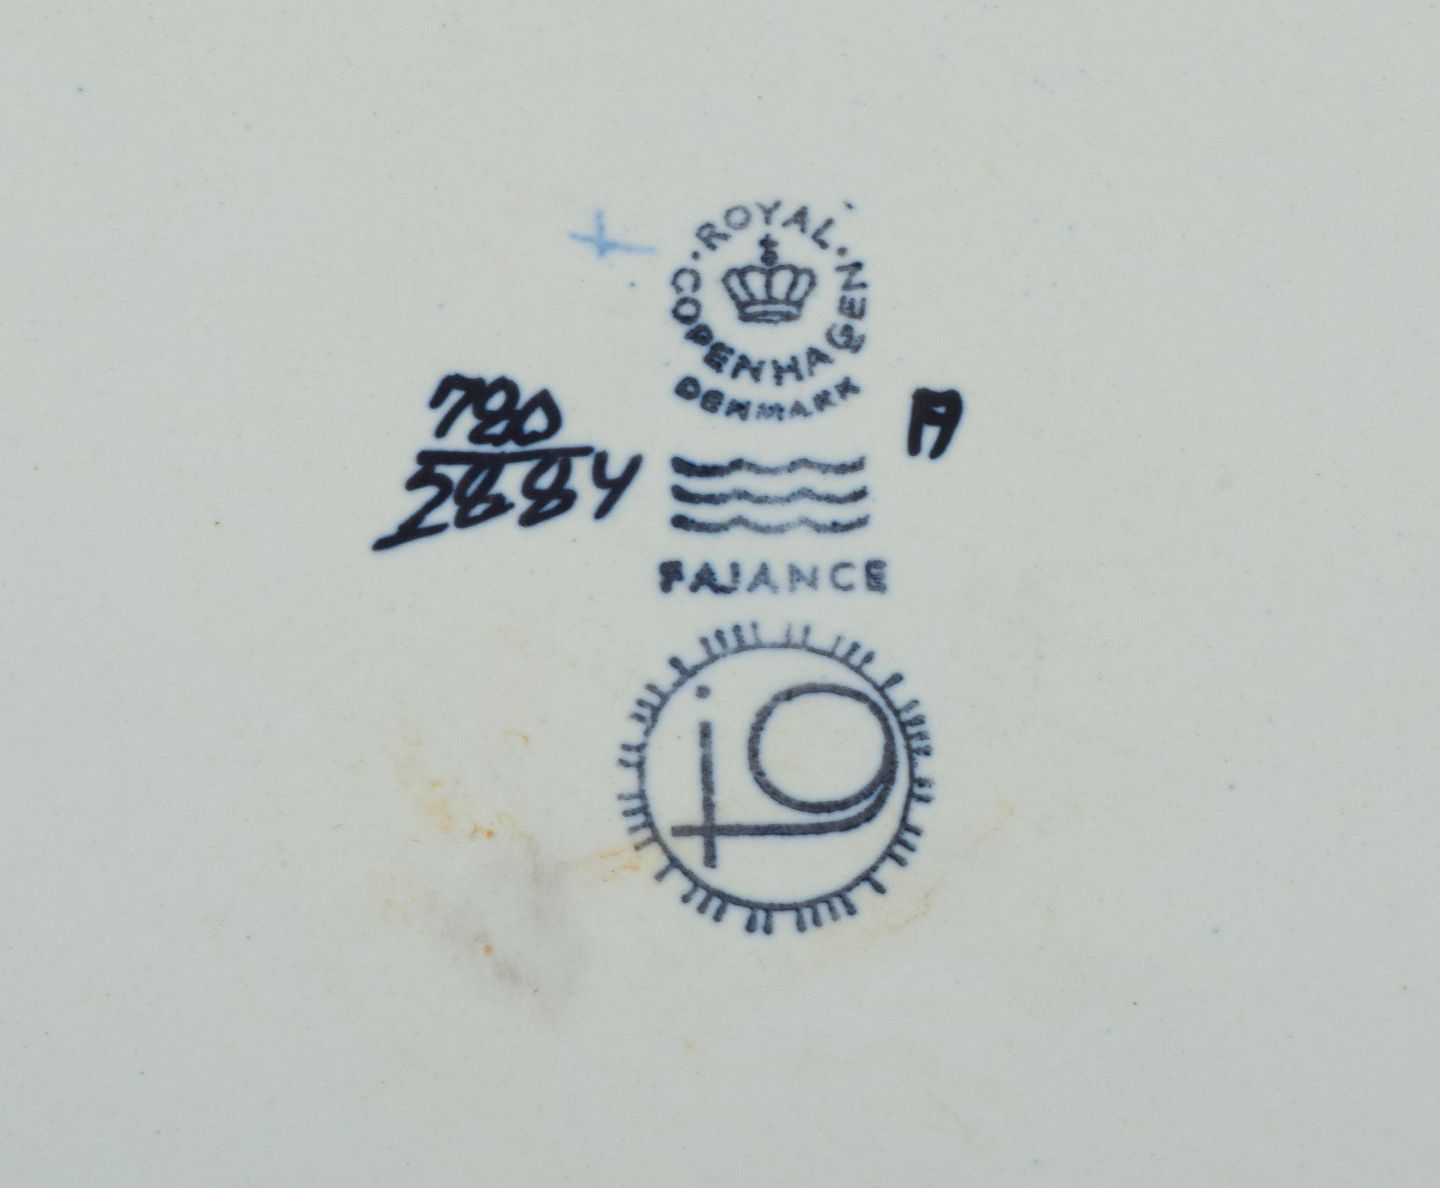 · ROYAL ·
COPENHAGEN
DENMARK
780
2884
A
FAJANCE